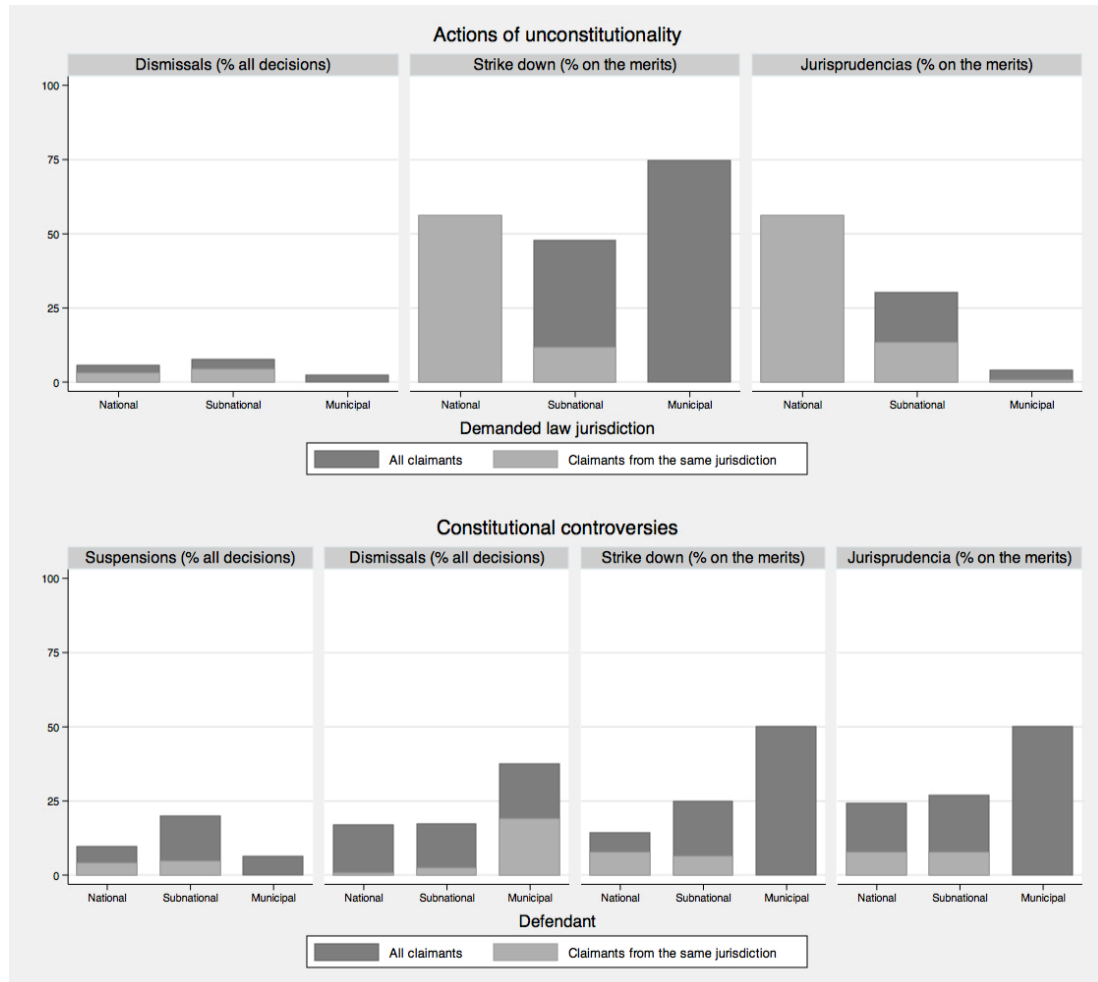 Actions of unconstitutionality
Dismissals (% all decisions) Strike down (% on the merits) Jurisprudencias (% on the merits)
100
75
50
25
0
National Subnational Municipal National Subnational Municipal National Subnational Municipal
Demanded law jurisdiction
All claimants Claimants from the same jurisdiction
Constitutional controversies
Suspensions (% all decisions) Dismissals (% all decisions) Strike down (% on the merits) Jurisprudencia (% on the merits)
100
75
50
25
0
National Subnational Municipal National Subnational Municipal National Subnational Municipal National Subnational Municipal
Defendant
All claimants Claimants from the same jurisdiction